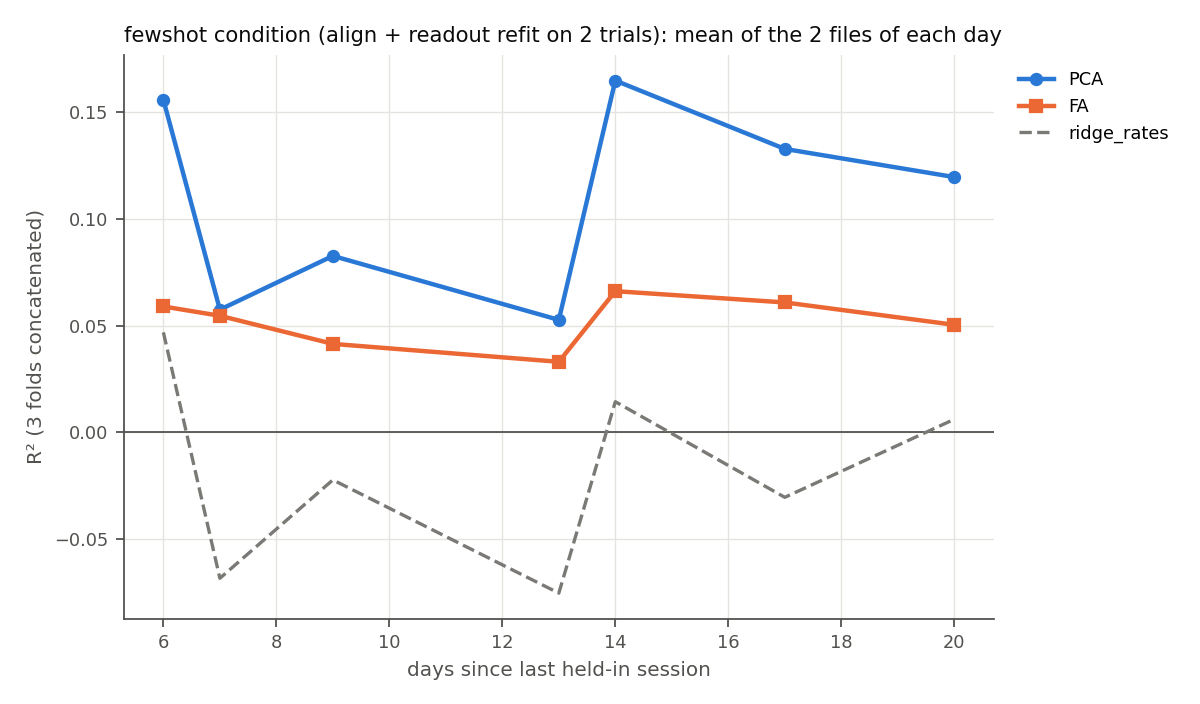 fewshot condition (align + readout refit on 2 trials): mean of the 2 files of each day
PCA
FA
ridge_rates
R² (3 folds concatenated)
0.15
0.10
0.05
0.00
−0.05
6
8
10
12
14
16
18
20
days since last held-in session